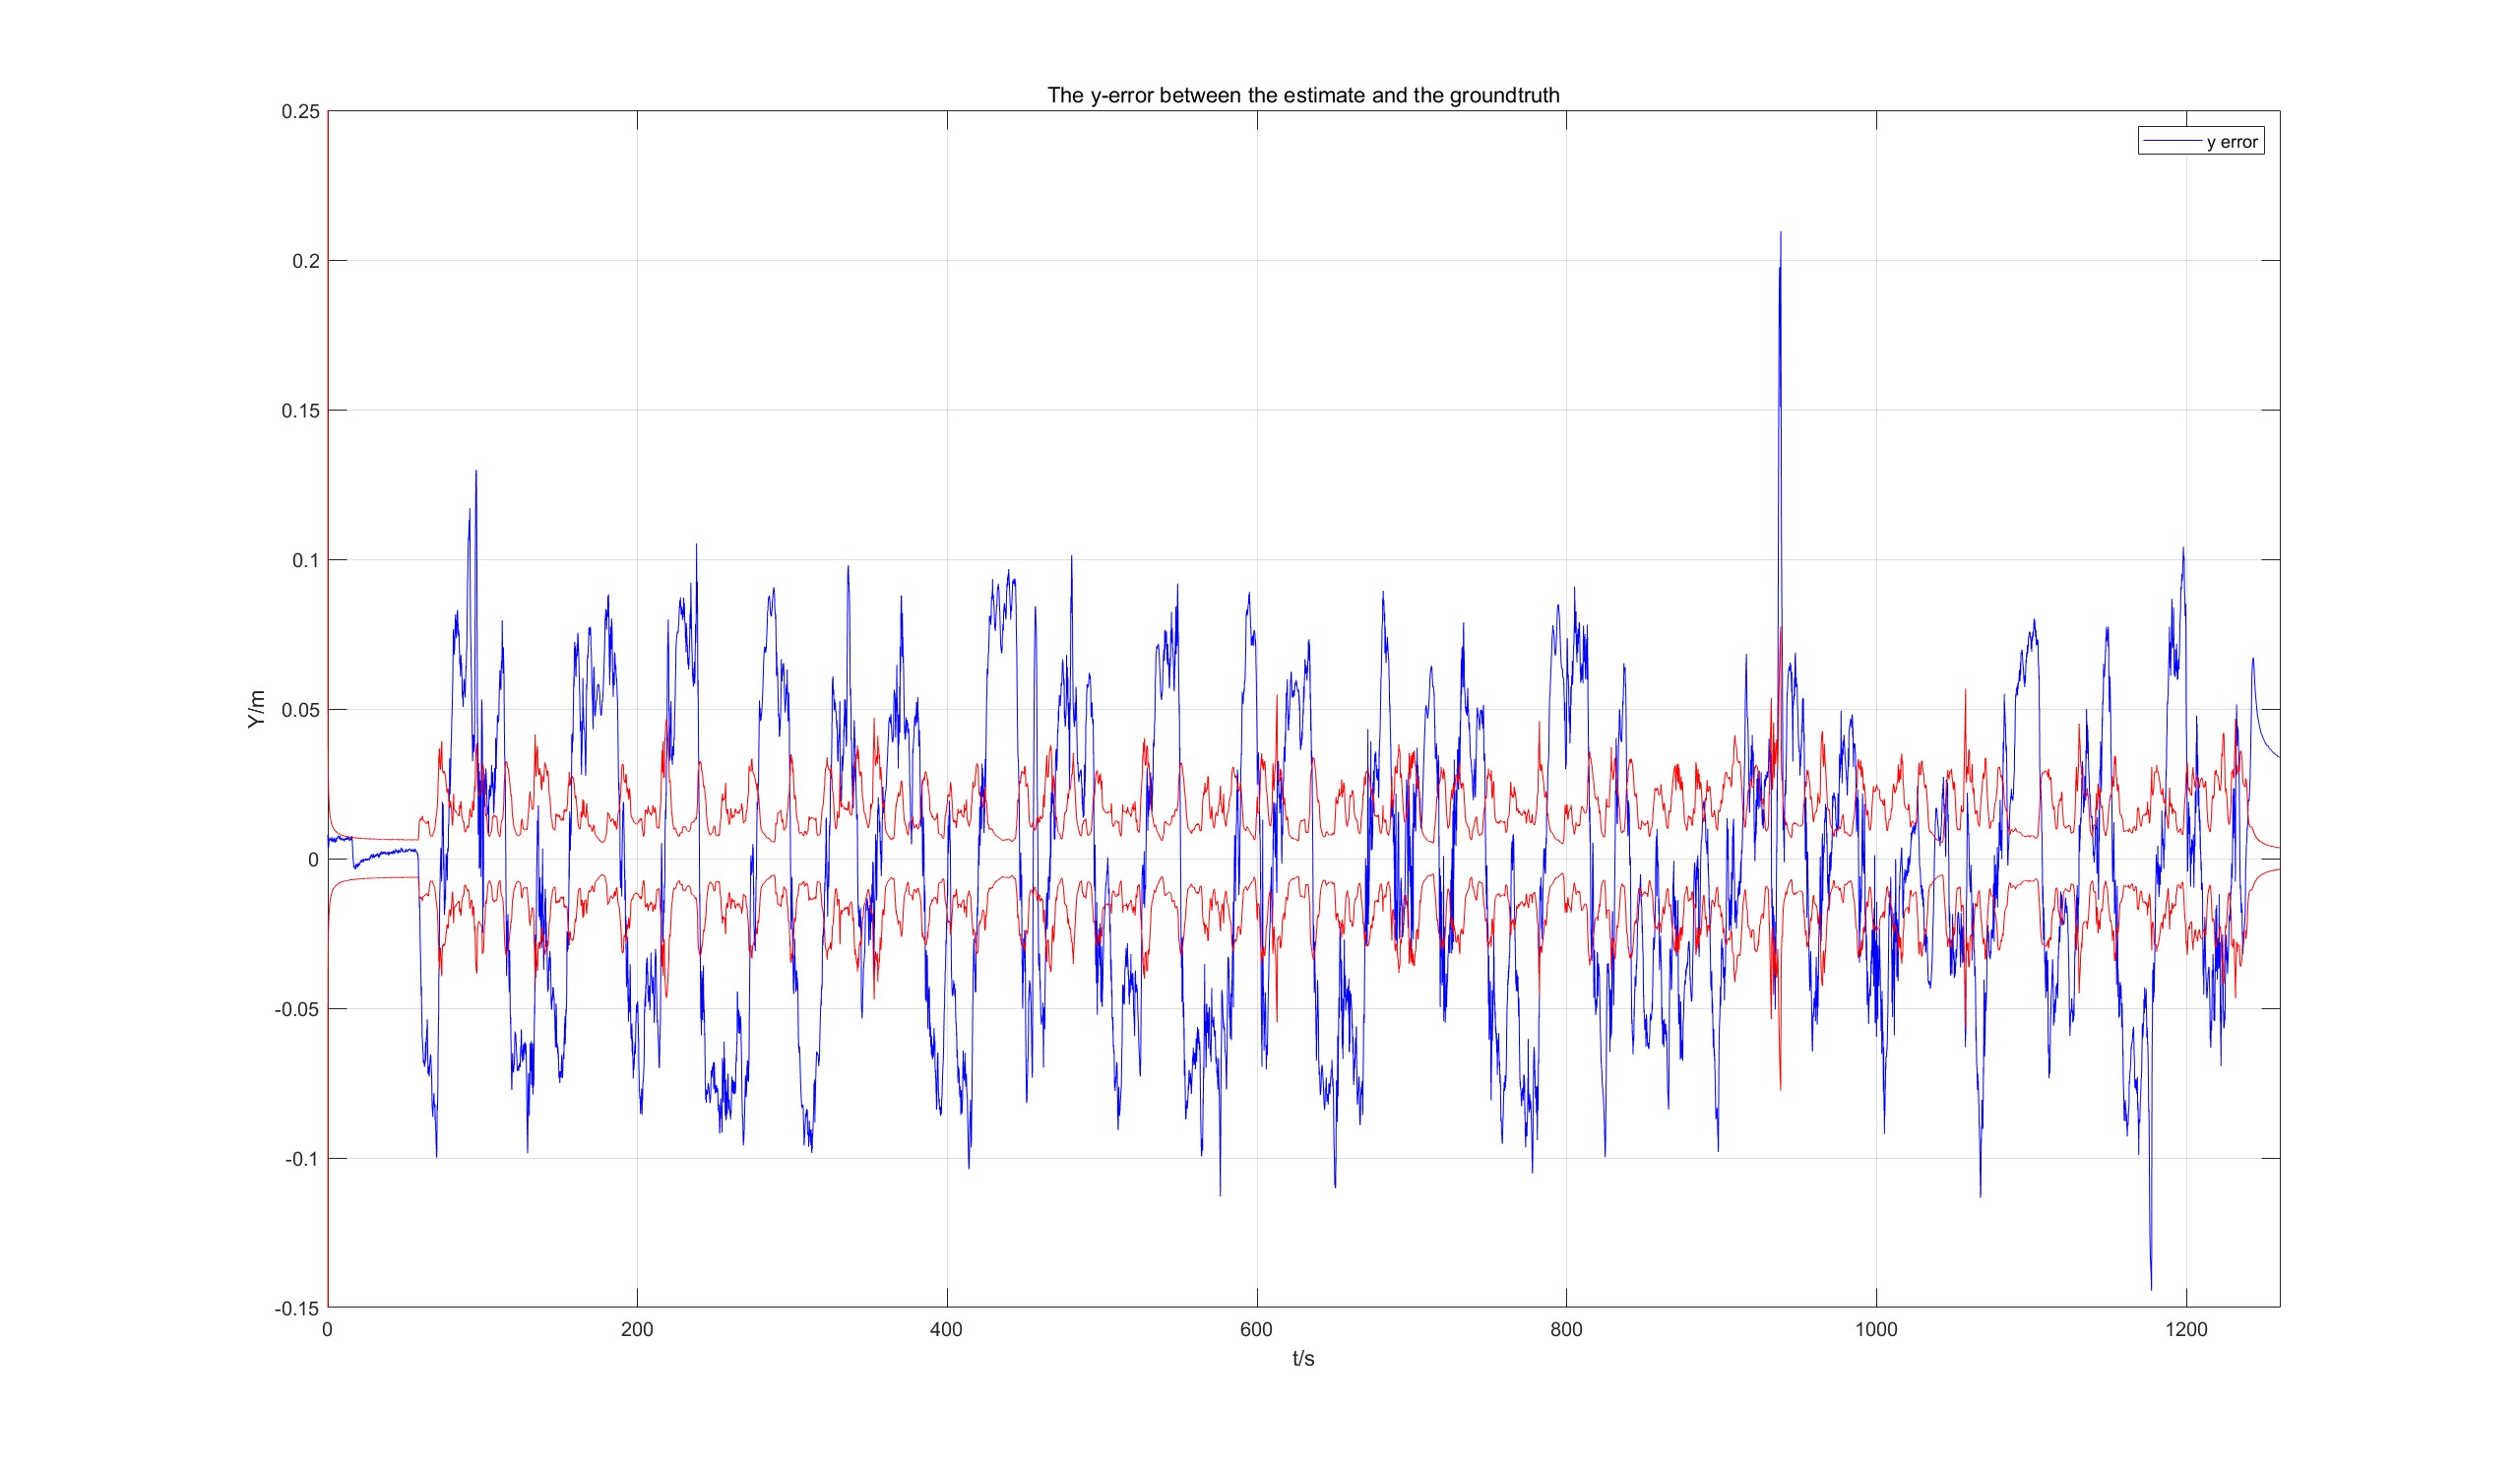 The y-error between the estimate and the groundtruth
y error
0.25
0.2
0.15
0.1
0.05
0
-0.05
-0.1
-0.15
Y/m
0 200 400 600 800 1000 1200
t/s